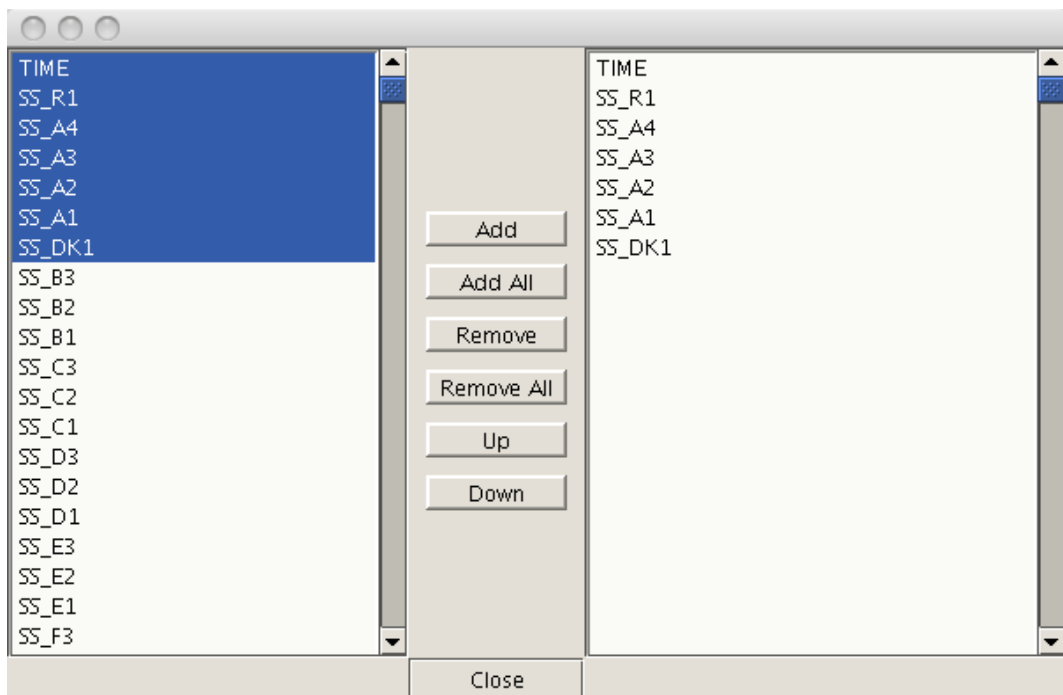 TIME
SS_R1
SS_A4
SS_A3
SS_A2
SS_A1
SS_DK1
SS_B3
SS_B2
SS_B1
SS_C3
SS_C2
SS_C1
SS_D3
SS_D2
SS_D1
SS_E3
SS_E2
SS_E1
SS_F3
Add
Add All
Remove
Remove All
Up
Down
TIME
SS_R1
SS_A4
SS_A3
SS_A2
SS_A1
SS_DK1
Close